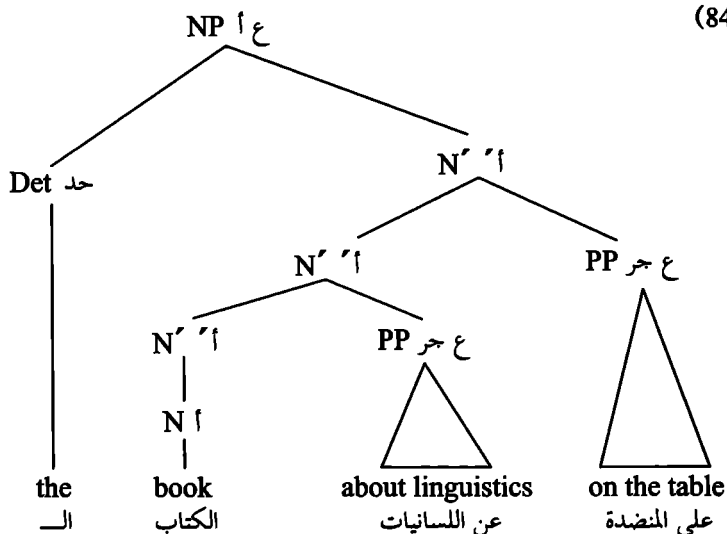 (84
NP ع أ
Det حد
N´ أ´
N´ أ´
PP ع جر
N´ أ´
PP ع جر
N أ
the book about linguistics on the table
الـــ الكتاب عن اللسانيات على المنضدة